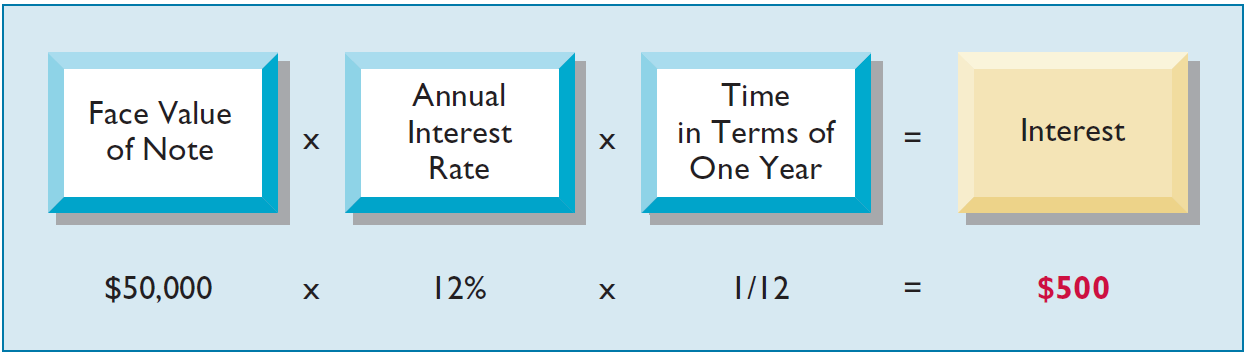 Face Value
of Note
x
Annual
Interest
Rate
x
Time
in Terms of
One Year
=
Interest
$50,000 x 12% x 1/12 = $500